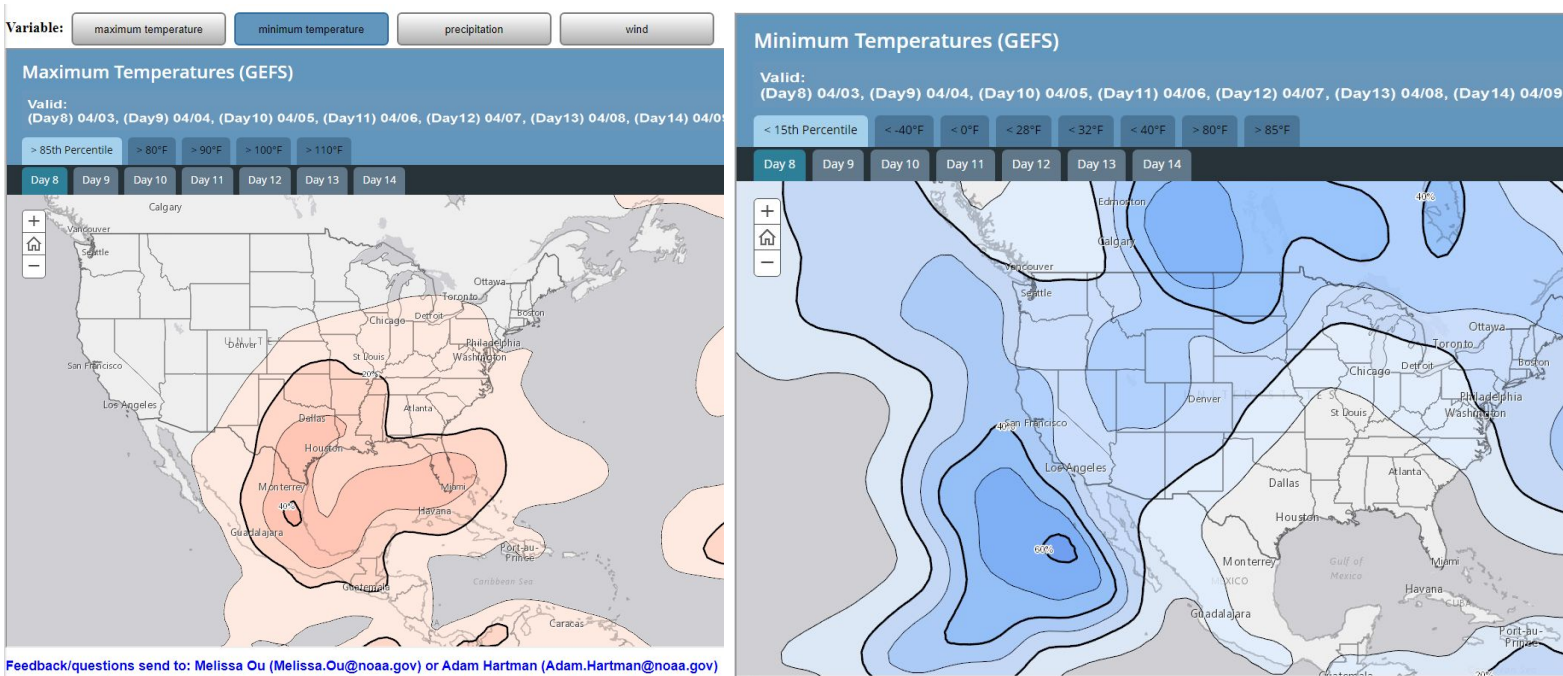 Variable: maximum temperature minimum temperature precipitation wind
Maximum Temperatures (GEFS)
Valid:
(Day8) 04/03, (Day9) 04/04, (Day10) 04/05, (Day11) 04/06, (Day12) 04/07, (Day13) 04/08, (Day14) 04/0
> 85th Percentile > 80°F > 90°F > 100°F > 110°F
Day 8 Day 9 Day 10 Day 11 Day 12 Day 13 Day 14
+
−
Calgary
Vancouver
Seattle
Ottawa
Toronto
Boston
Chicago Detroit
UNITE
Denver
Philadelphia
St Louis
Washington
San Francisco
20%
Los Angeles
Atlanta
Dallas
Houston
Monterrey
Miami
40%
Havana
Guadalajara
Port-au-
Prince
Caribbean Sea
Guatemala
Caracas
Feedback/questions send to: Melissa Ou (Melissa.Ou@noaa.gov) or Adam Hartman (Adam.Hartman@noaa.gov)
Minimum Temperatures (GEFS)
Valid:
(Day8) 04/03, (Day9) 04/04, (Day10) 04/05, (Day11) 04/06, (Day12) 04/07, (Day13) 04/08, (Day14) 04/09
< 15th Percentile < -40°F < 0°F < 28°F < 32°F < 40°F > 80°F > 85°F
Day 8 Day 9 Day 10 Day 11 Day 12 Day 13 Day 14
+
−
40%
Edmonton
Calgary
Vancouver
Seattle
Ottawa
Toronto
Boston
Chicago Detroit
Denver
Philadelphia
St Louis
Washington
40%
San Francisco
Los Angeles
Atlanta
Dallas
Houston
60%
Monterrey
Gulf of
Mexico
Miami
MEXICO
Havana
CUBA
Guadalajara
Port-au-
Prince
20%
Guatemala